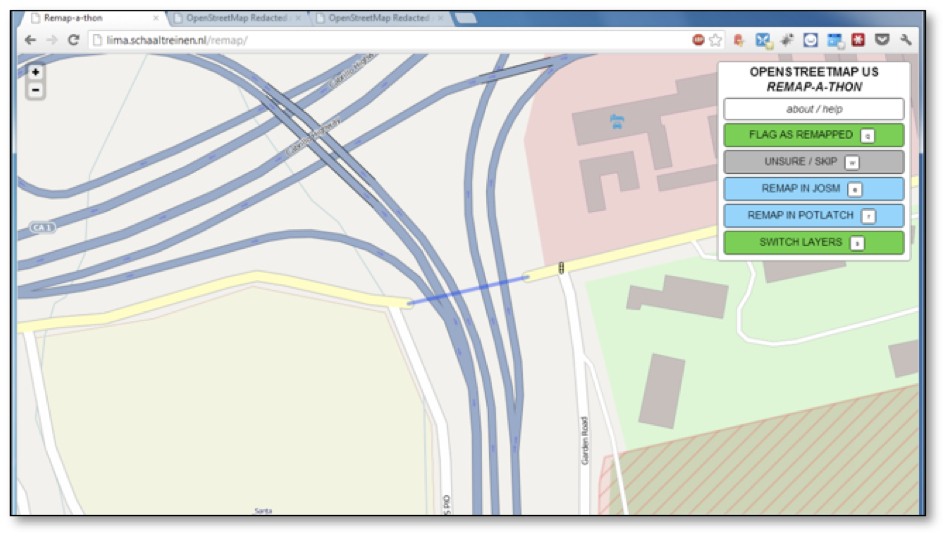 Remap-a-thon
OpenStreetMap Redacted
OpenStreetMap Redacted
lima.schaaltreinen.nl/remap/
+
-
OPENSTREETMAP US
REMAP-A-THON
about / help
FLAG AS REMAPPED
UNSURE / SKIP
REMAP IN JOSM
REMAP IN POTLATCH
SWITCH LAYERS
CA 1
Garden Road
Santa